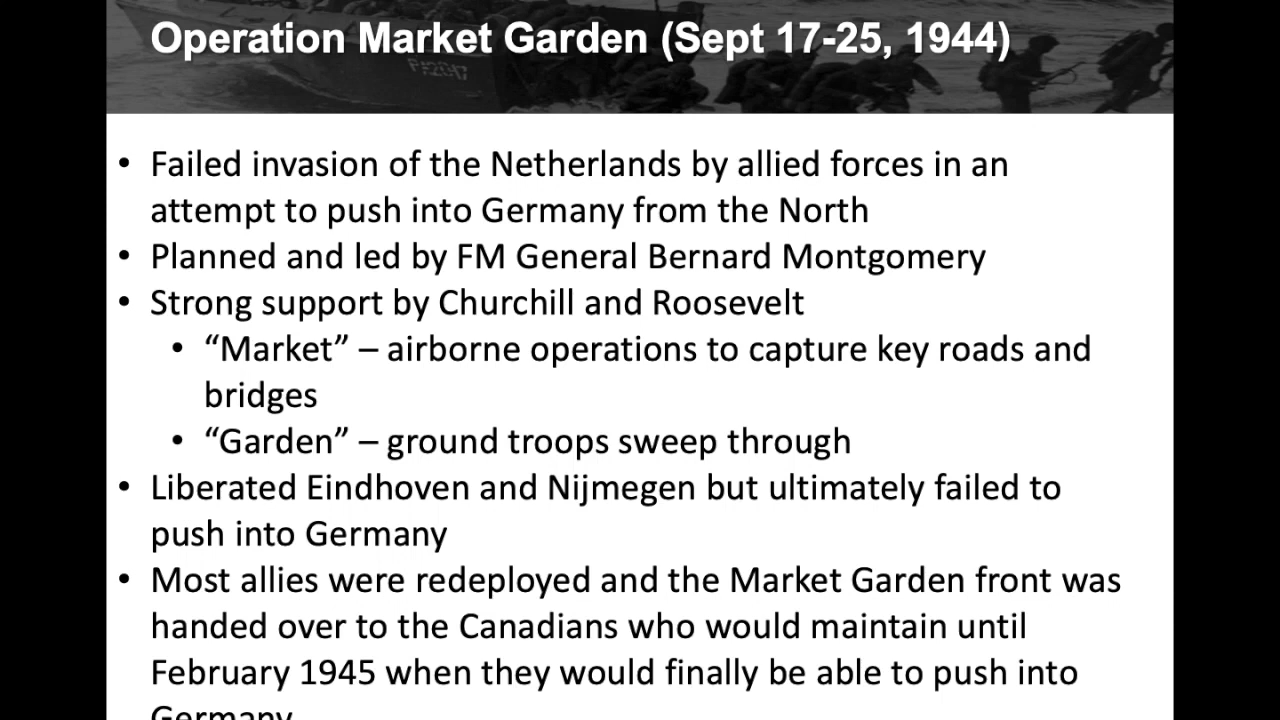 Operation Market Garden (Sept 17-25, 1944)
• Failed invasion of the Netherlands by allied forces in an
attempt to push into Germany from the North
• Planned and led by FM General Bernard Montgomery
• Strong support by Churchill and Roosevelt
• “Market” – airborne operations to capture key roads and
bridges
• “Garden” – ground troops sweep through
• Liberated Eindhoven and Nijmegen but ultimately failed to
push into Germany
• Most allies were redeployed and the Market Garden front was
handed over to the Canadians who would maintain until
February 1945 when they would finally be able to push into
Germany